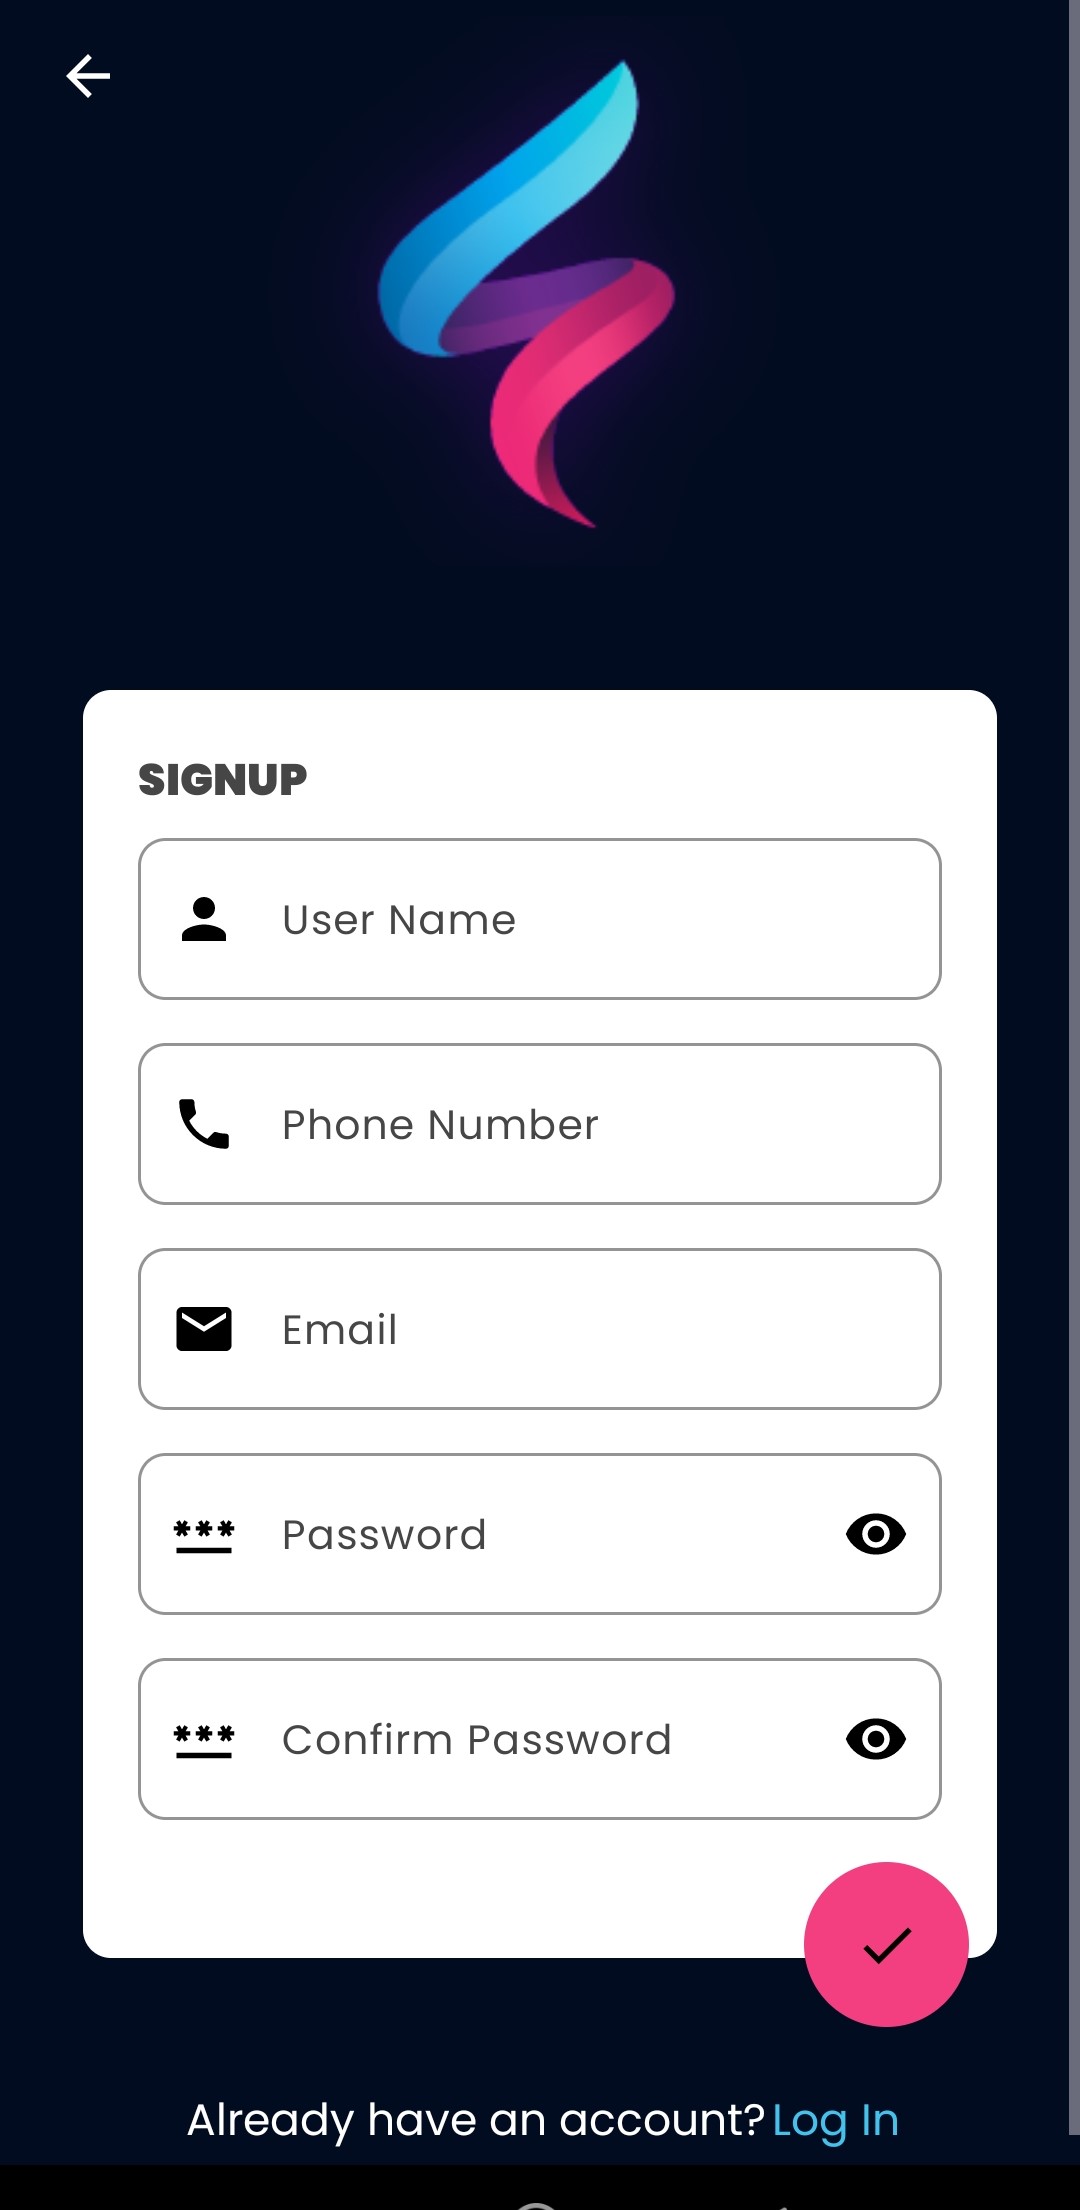 SIGNUP
User Name
Phone Number
Email
Password
Confirm Password
Already have an account? Log In